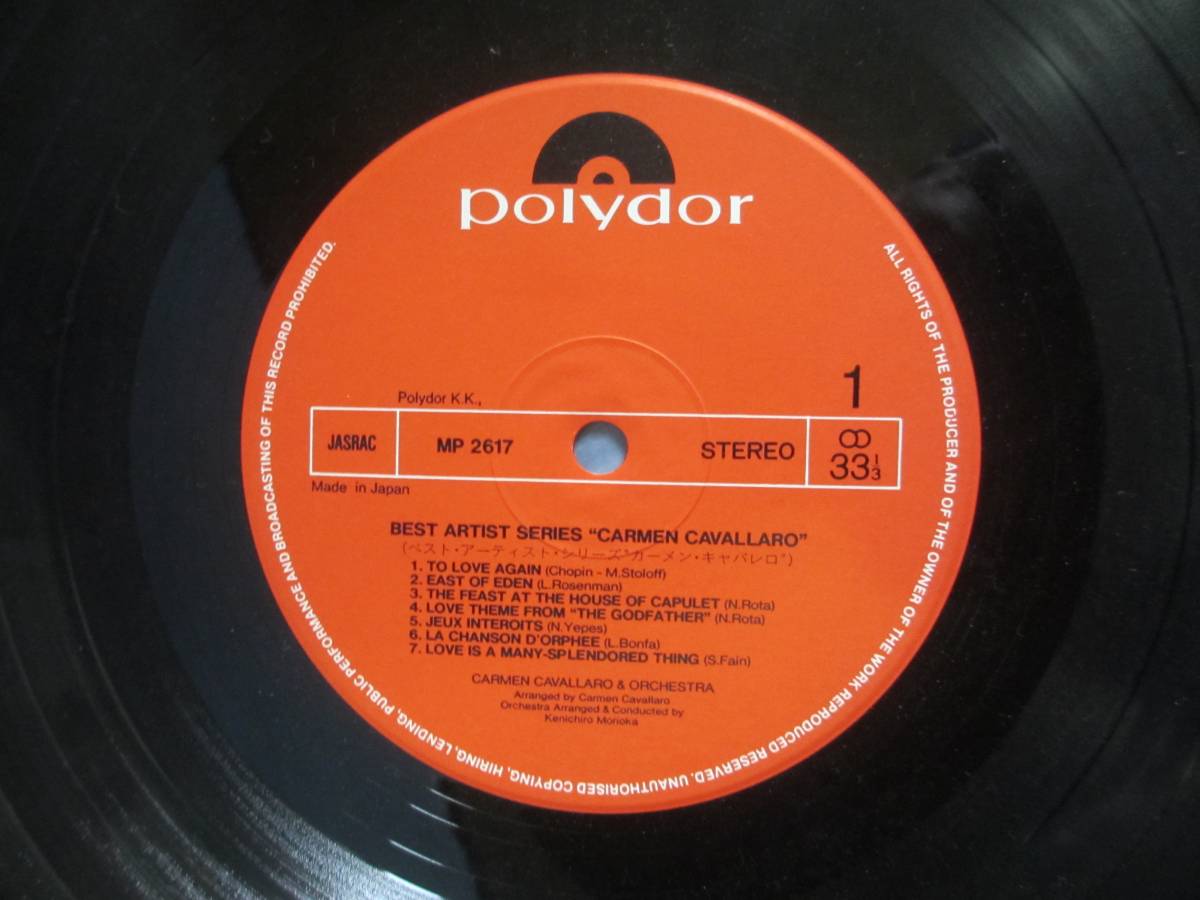 polydor
1
Polydor K.K.,
JASRAC
MP 2617
STEREO
33 1/3
Made in Japan
BEST ARTIST SERIES “CARMEN CAVALLARO”
(ベスト・アーティスト・シリーズ“カーメン・キャバレロ”)
1. TO LOVE AGAIN (Chopin - M.Stoloff)
2. EAST OF EDEN (L.Rosenman)
3. THE FEAST AT THE HOUSE OF CAPULET (N.Rota)
4. LOVE THEME FROM “THE GODFATHER” (N.Rota)
5. JEUX INTEROITS (N.Yepes)
6. LA CHANSON D'ORPHEE (L.Bonfa)
7. LOVE IS A MANY-SPLENDORED THING (S.Fain)
CARMEN CAVALLARO & ORCHESTRA
Arranged by Carmen Cavallaro
Orchestra Arranged & Conducted by
Kenichiro Morioka
ALL RIGHTS OF THE PRODUCER AND OF THE OWNER OF THE WORK REPRODUCED RESERVED. UNAUTHORISED COPYING, HIRING, LENDING, PUBLIC PERFORMANCE AND BROADCASTING OF THIS RECORD PROHIBITED.